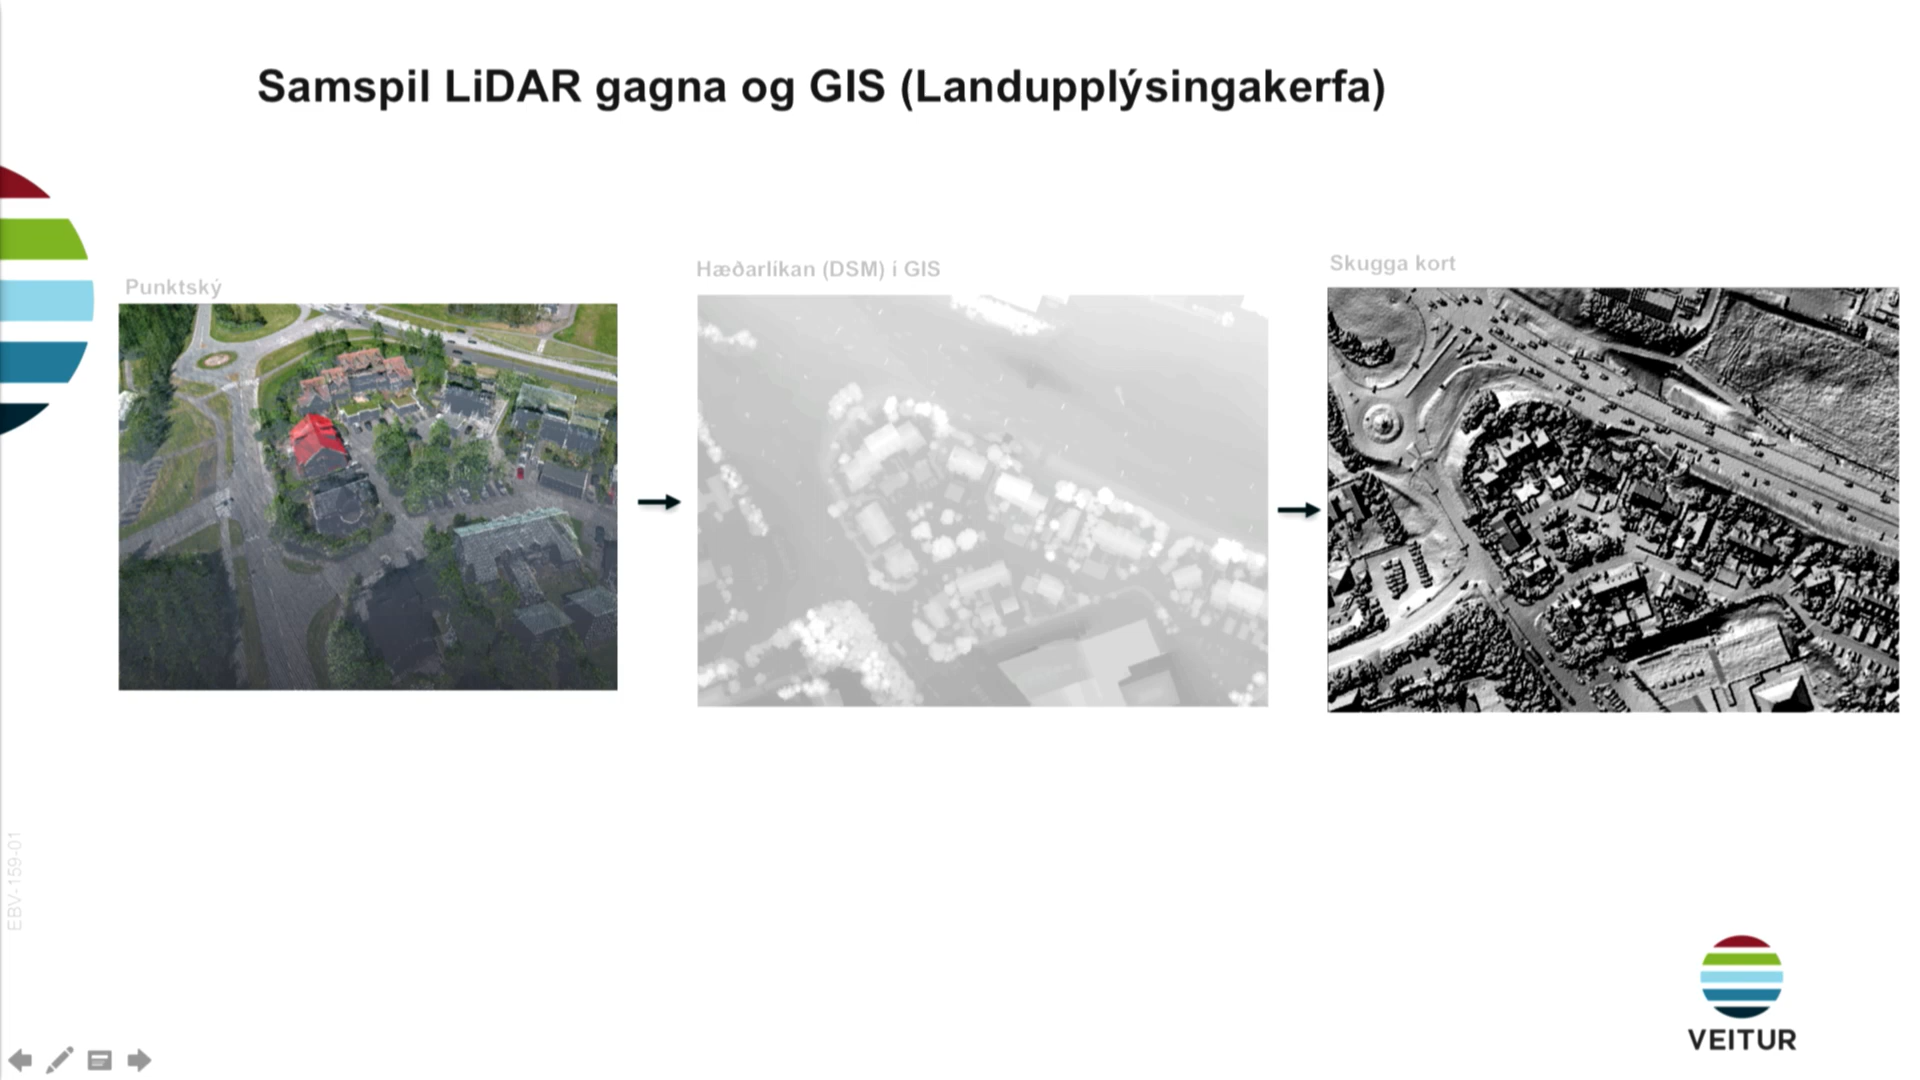 Samspil LiDAR gagna og GIS (Landupplýsingakerfa)
Punktský
Hæðarlíkan (DSM) í GIS
Skugga kort
EBV-159-01
VEITUR